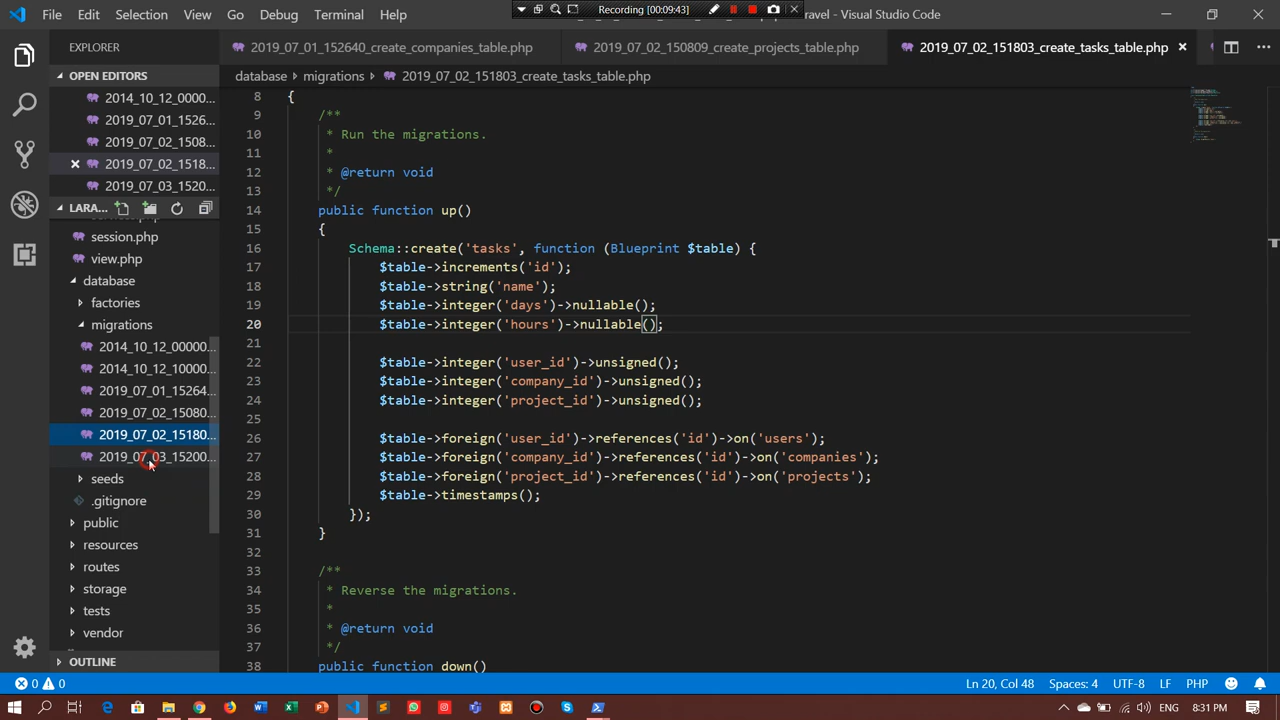 File Edit Selection View Go Debug Terminal Help
Recording [00:09:43]
ravel - Visual Studio Code
EXPLORER
2019_07_01_152640_create_companies_table.php 2019_07_02_150809_create_projects_table.php 2019_07_02_151803_create_tasks_table.php
OPEN EDITORS
database migrations 2019_07_02_151803_create_tasks_table.php
2014_10_12_0000...
2019_07_01_1526...
2019_07_02_1508...
2019_07_02_1518...
2019_07_03_1520...
LARA...
session.php
view.php
database
factories
migrations
2014_10_12_00000...
2014_10_12_10000...
2019_07_01_15264...
2019_07_02_15080...
2019_07_02_15180...
2019_07_03_15200...
seeds
.gitignore
public
resources
routes
storage
tests
vendor
OUTLINE
8 {
9 /**
10 * Run the migrations.
11 *
12 * @return void
13 */
14 public function up()
15 {
16 Schema::create('tasks', function (Blueprint $table) {
17 $table->increments('id');
18 $table->string('name');
19 $table->integer('days')->nullable();
20 $table->integer('hours')->nullable();
21
22 $table->integer('user_id')->unsigned();
23 $table->integer('company_id')->unsigned();
24 $table->integer('project_id')->unsigned();
25
26 $table->foreign('user_id')->references('id')->on('users');
27 $table->foreign('company_id')->references('id')->on('companies');
28 $table->foreign('project_id')->references('id')->on('projects');
29 $table->timestamps();
30 });
31 }
32
33 /**
34 * Reverse the migrations.
35 *
36 * @return void
37 */
38 public function down()
0 0 Ln 20, Col 48 Spaces: 4 UTF-8 LF PHP
8:31 PM